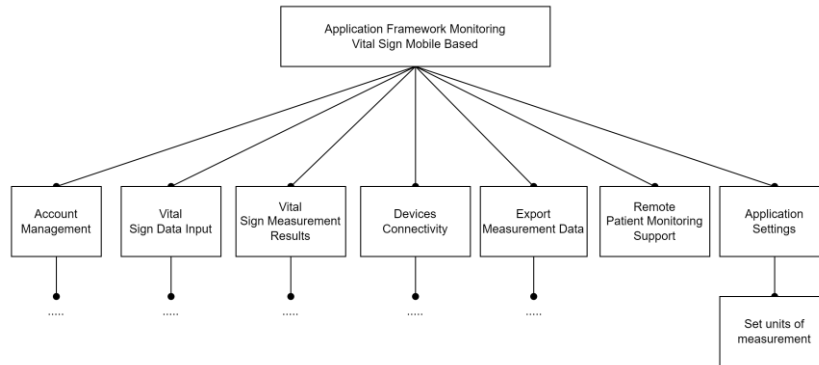 Application Framework Monitoring
Vital Sign Mobile Based
Account
Management
Vital
Sign Data Input
Vital
Sign Measurement
Results
Devices
Connectivity
Export
Measurement Data
Remote
Patient Monitoring
Support
Application
Settings
.....
.....
.....
.....
.....
Set units of
measurement